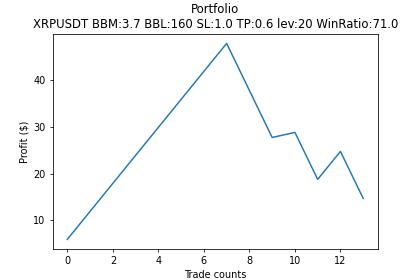 Portfolio
XRPUSDT BBM:3.7 BBL:160 SL:1.0 TP:0.6 lev:20 WinRatio:71.0
40
30
20
10
Profit ($)
0 2 4 6 8 10 12
Trade counts